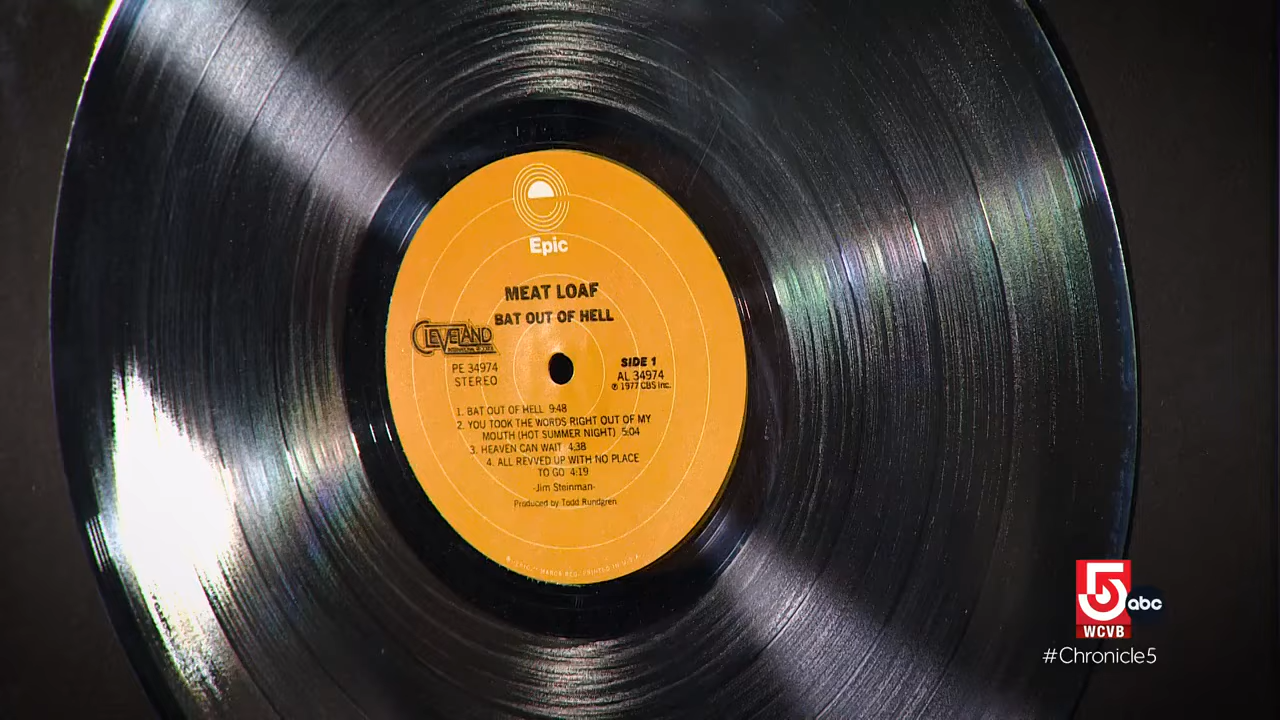 Epic
MEAT LOAF
BAT OUT OF HELL
CLEVELAND
PE 34974
STEREO
SIDE 1
AL 34974
℗ 1977 CBS Inc.
1. BAT OUT OF HELL 9:48
2. YOU TOOK THE WORDS RIGHT OUT OF MY
MOUTH (HOT SUMMER NIGHT) 5:04
3. HEAVEN CAN WAIT 4:38
4. ALL REVVED UP WITH NO PLACE
TO GO 4:19
-Jim Steinman-
Produced by Todd Rundgren
PRINTED IN U.S.A.
5 abc
WCVB
#Chronicle5